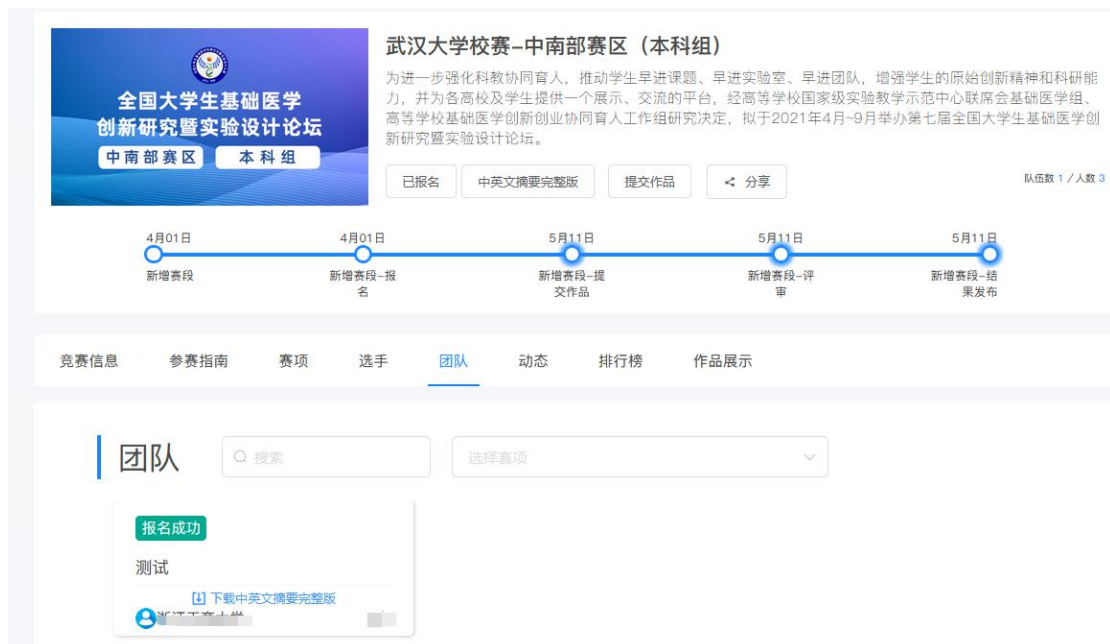 武汉大学校赛-中南部赛区（本科组）
全国大学生基础医学
创新研究暨实验设计论坛
中南部赛区 本科组
为进一步强化科教协同育人，推动学生早进课题、早进实验室、早进团队，增强学生的原始创新精神和科研能
力，并为各高校及学生提供一个展示、交流的平台，经高等学校国家级实验教学示范中心联席会基础医学组、
高等学校基础医学创新创业协同育人工作组研究决定，拟于2021年4月~9月举办第七届全国大学生基础医学创
新研究暨实验设计论坛。
已报名 中英文摘要完整版 提交作品 分享
队伍数 1 / 人数 3
4月01日 4月01日 5月11日 5月11日 5月11日
新增赛段 新增赛段-报 新增赛段-提 新增赛段-评 新增赛段-结
名 交作品 审 果发布
竞赛信息 参赛指南 赛项 选手 团队 动态 排行榜 作品展示
团队 搜索 选择赛项
报名成功
测试
下载中英文摘要完整版